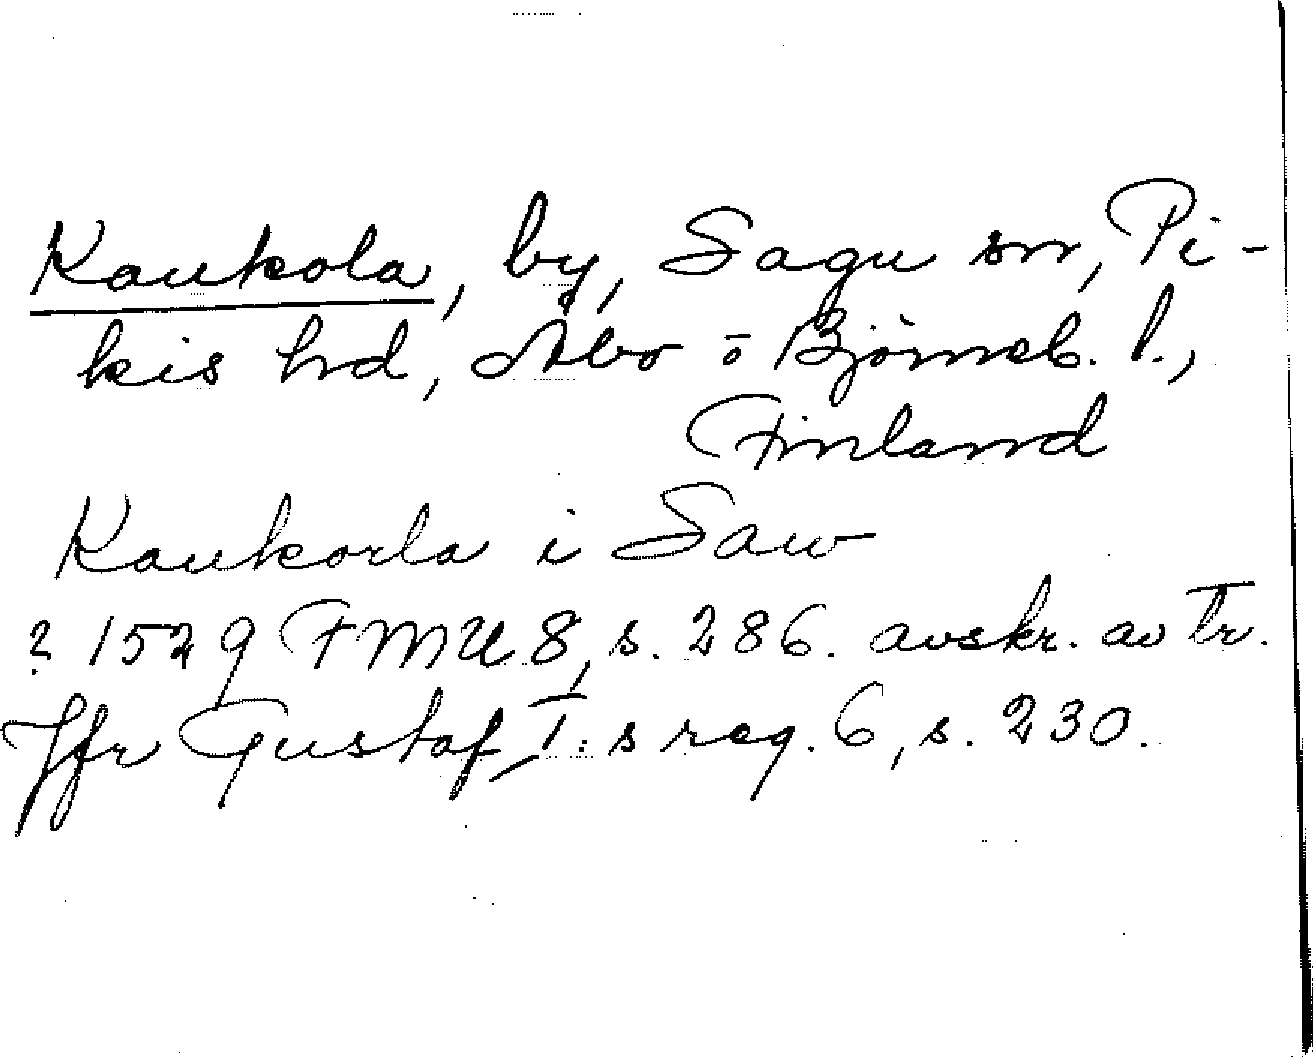 Kaukola, by, Sagu sn, Pi-
kis hd, Åbo o Björneb. l.,
Finland
Kaukorla i Saw
? 1529 FMU 8, s. 286. avskr. av tr.
Jfr Gustaf I:s reg. 6, s. 230.